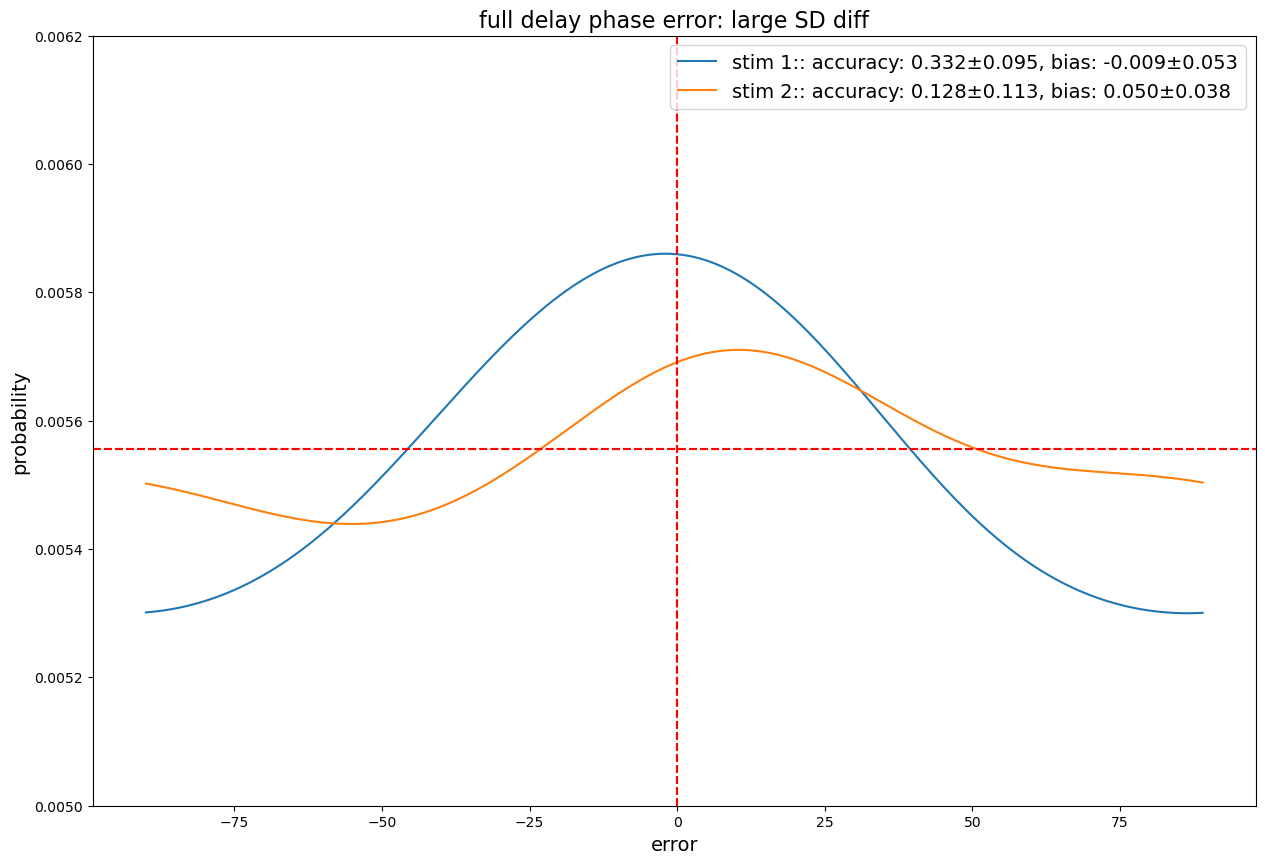 full delay phase error: large SD diff
stim 1:: accuracy: 0.332±0.095, bias: -0.009±0.053
stim 2:: accuracy: 0.128±0.113, bias: 0.050±0.038
probability
0.0062
0.0060
0.0058
0.0056
0.0054
0.0052
0.0050
−75
−50
−25
0
25
50
75
error